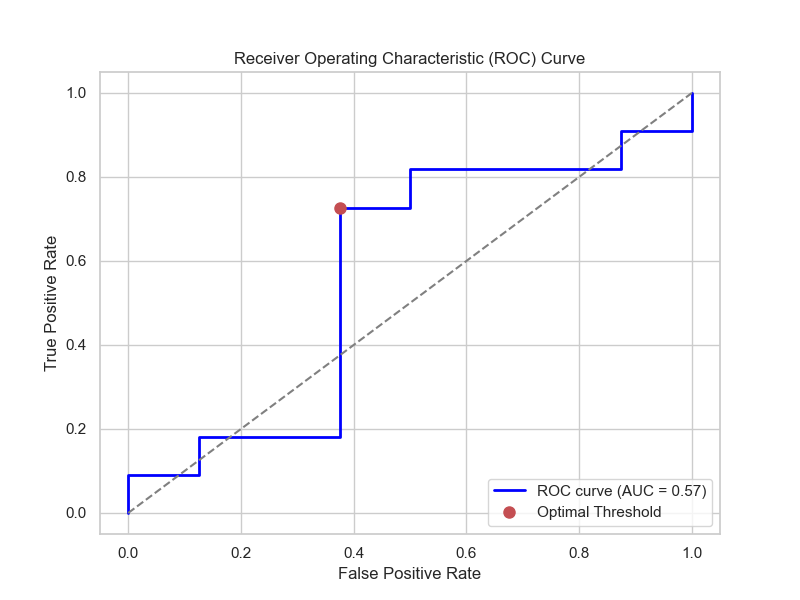 Receiver Operating Characteristic (ROC) Curve
True Positive Rate
1.0
0.8
0.6
0.4
0.2
0.0
0.0 0.2 0.4 0.6 0.8 1.0
False Positive Rate
ROC curve (AUC = 0.57)
Optimal Threshold